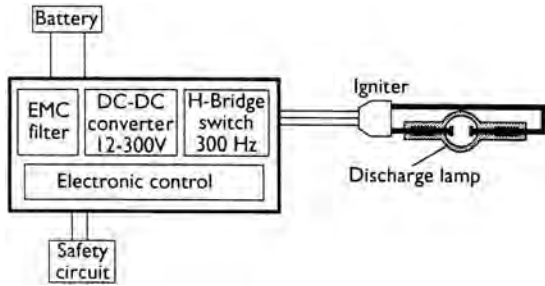 Battery
EMC
filter
DC-DC
converter
12-300V
H-Bridge
switch
300 Hz
Electronic control
Igniter
Discharge lamp
Safety
circuit